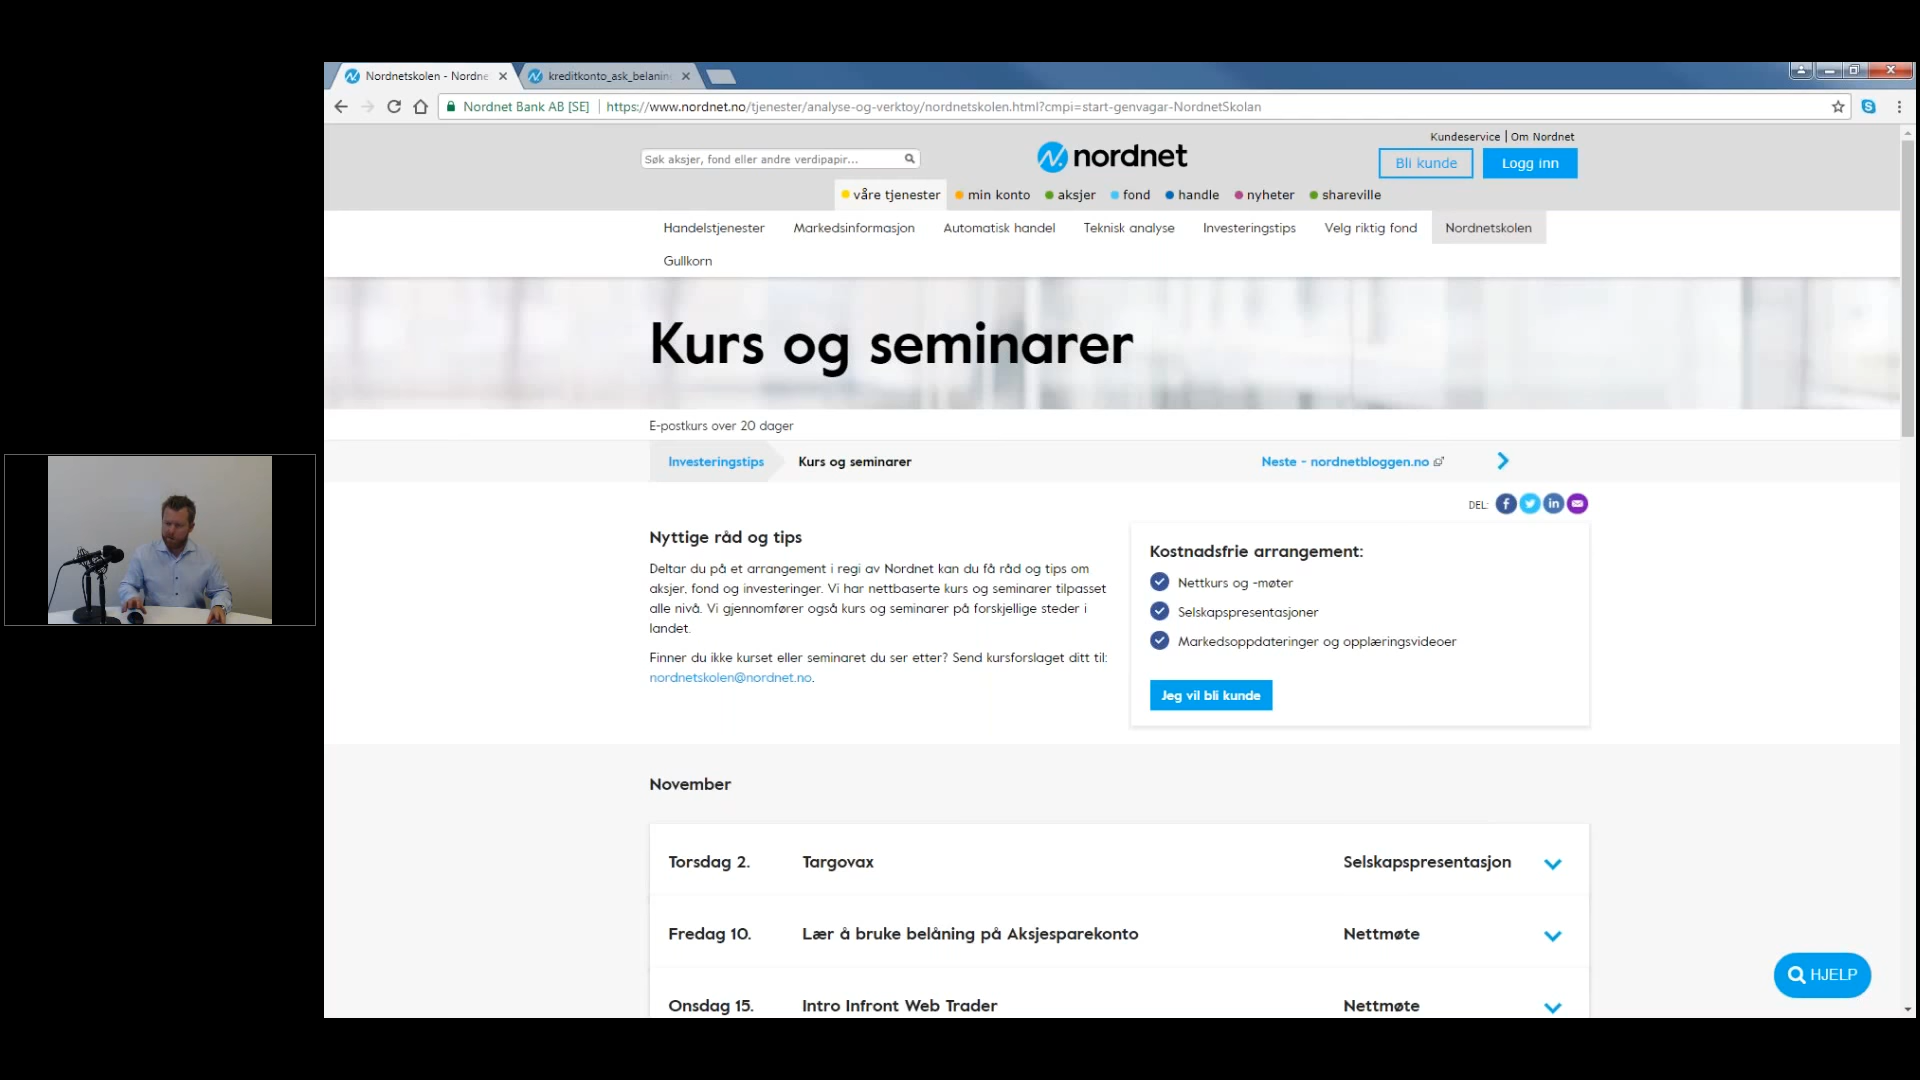 Nordnetskolen - Nordne
kreditkonto_ask_belanin
Nordnet Bank AB [SE]
https://www.nordnet.no/tjenester/analyse-og-verktoy/nordnetskolen.html?cmpi=start-genvagar-NordnetSkolan
Kundeservice | Om Nordnet
Søk aksjer, fond eller andre verdipapir...
nordnet
Bli kunde
Logg inn
våre tjenester min konto aksjer fond handle nyheter shareville
Handelstjenester Markedsinformasjon Automatisk handel Teknisk analyse Investeringstips Velg riktig fond Nordnetskolen
Gullkorn
Kurs og seminarer
E-postkurs over 20 dager
Investeringstips Kurs og seminarer Neste - nordnetbloggen.no
DEL:
Nyttige råd og tips
Deltar du på et arrangement i regi av Nordnet kan du få råd og tips om
aksjer, fond og investeringer. Vi har nettbaserte kurs og seminarer tilpasset
alle nivå. Vi gjennomfører også kurs og seminarer på forskjellige steder i
landet.
Finner du ikke kurset eller seminaret du ser etter? Send kursforslaget ditt til:
nordnetskolen@nordnet.no.
Kostnadsfrie arrangement:
Nettkurs og -møter
Selskapspresentasjoner
Markedsoppdateringer og opplæringsvideoer
Jeg vil bli kunde
November
Torsdag 2. Targovax Selskapspresentasjon
Fredag 10. Lær å bruke belåning på Aksjesparekonto Nettmøte
Onsdag 15. Intro Infront Web Trader Nettmøte
HJELP